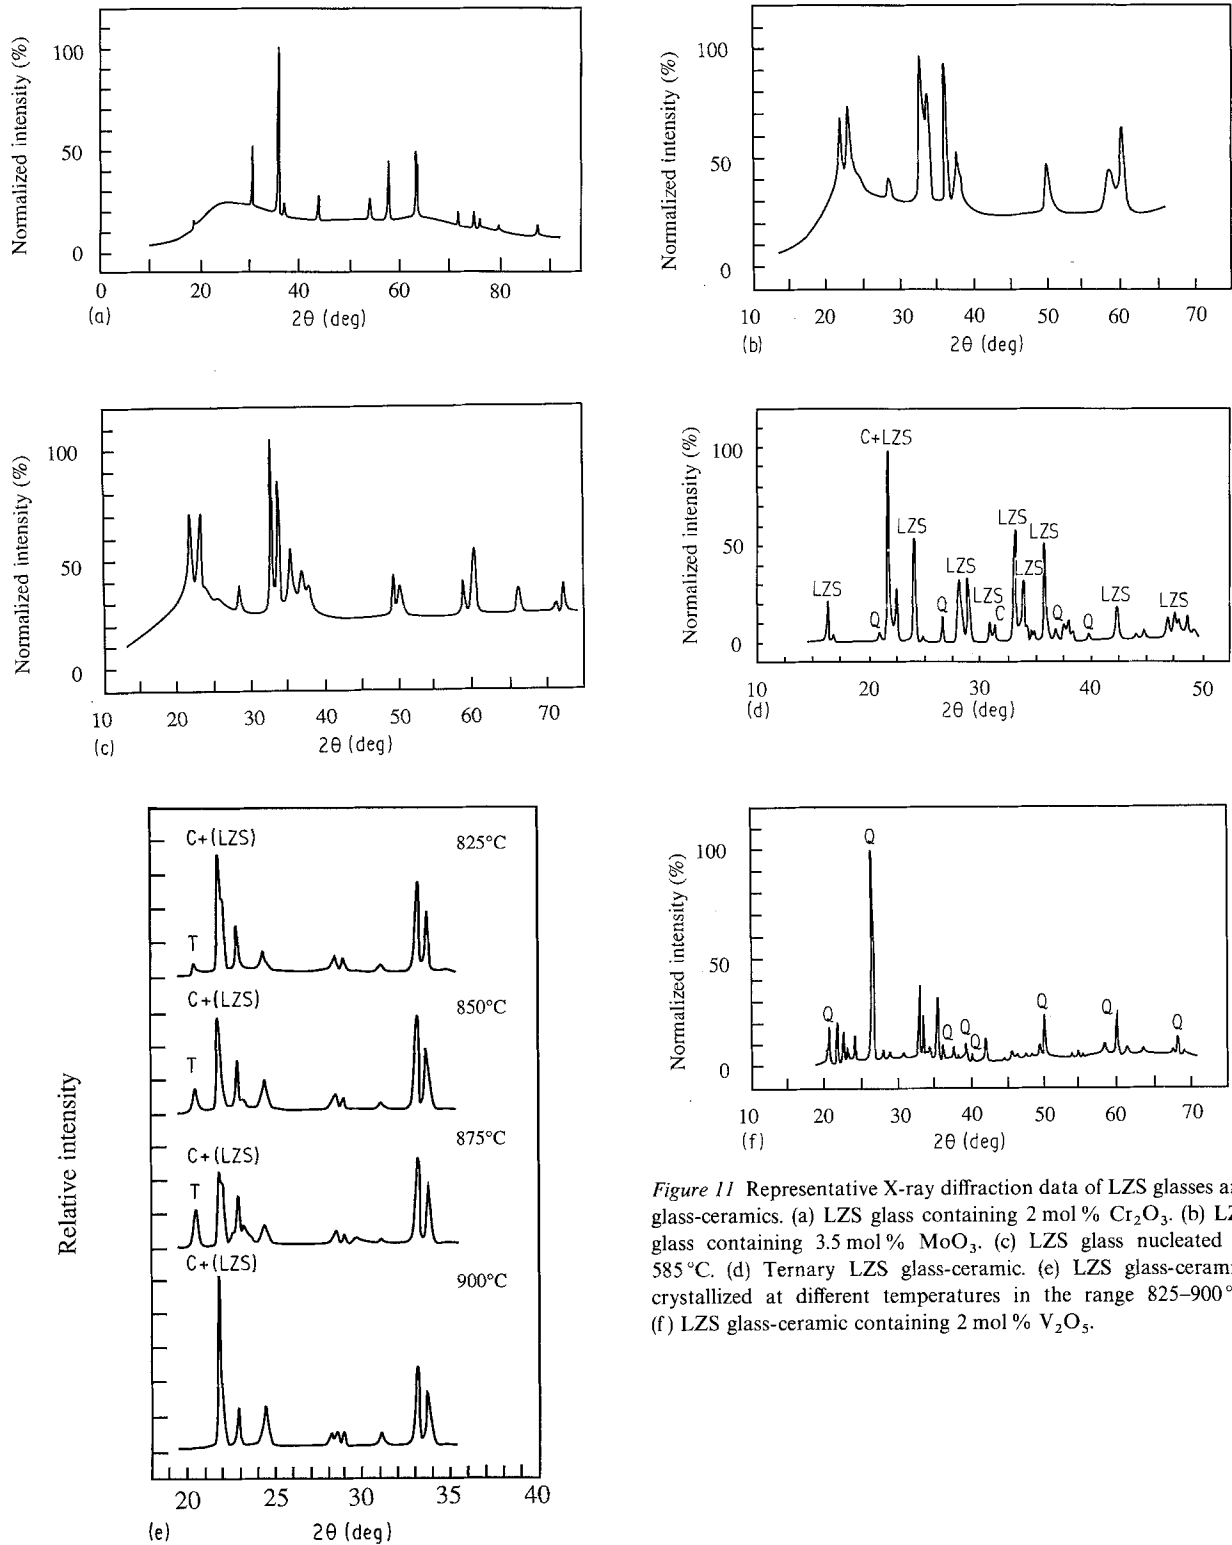 Normalized intensity (%)
100
50
0
0 20 40 60 80
(a) 2θ (deg)
Normalized intensity (%)
100
50
0
10 20 30 40 50 60 70
(b) 2θ (deg)
Normalized intensity (%)
100
50
0
10 20 30 40 50 60 70
(c) 2θ (deg)
Normalized intensity (%)
100
50
0
C+LZS
LZS
LZS
LZS
LZS
LZS
LZS
LZS
LZS
LZS
Q
Q
C
Q
Q
10 20 30 40 50
(d) 2θ (deg)
Relative intensity
C+(LZS)
825°C
T
C+(LZS)
850°C
T
875°C
C+(LZS)
T
C+(LZS)
900°C
20 25 30 35 40
(e) 2θ (deg)
Normalized intensity (%)
100
50
0
Q
Q
Q
Q
Q
Q
Q
Q
10 20 30 40 50 60 70
(f) 2θ (deg)
Figure 11 Representative X-ray diffraction data of LZS glasses
glass-ceramics. (a) LZS glass containing 2 mol % Cr₂O₃. (b)
glass containing 3.5 mol % MoO₃. (c) LZS glass nucleated
585 °C. (d) Ternary LZS glass-ceramic. (e) LZS
crystallized at different temperatures in the range
(f) LZS glass-ceramic containing 2 mol % V₂O₅.